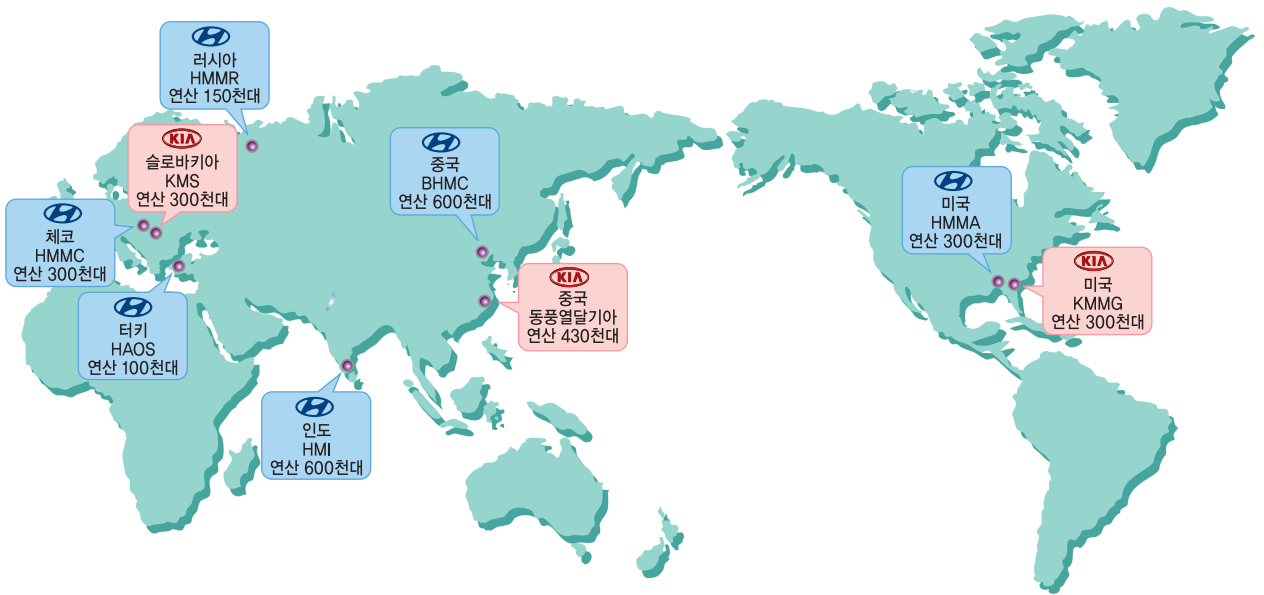 러시아
HMMR
연산 150천대
KIA
슬로바키아
KMS
연산 300천대
체코
HMMC
연산 300천대
터키
HAOS
연산 100천대
중국
BHMC
연산 600천대
KIA
중국
동풍열달기아
연산 430천대
인도
HMI
연산 600천대
미국
HMMA
연산 300천대
KIA
미국
KMMG
연산 300천대